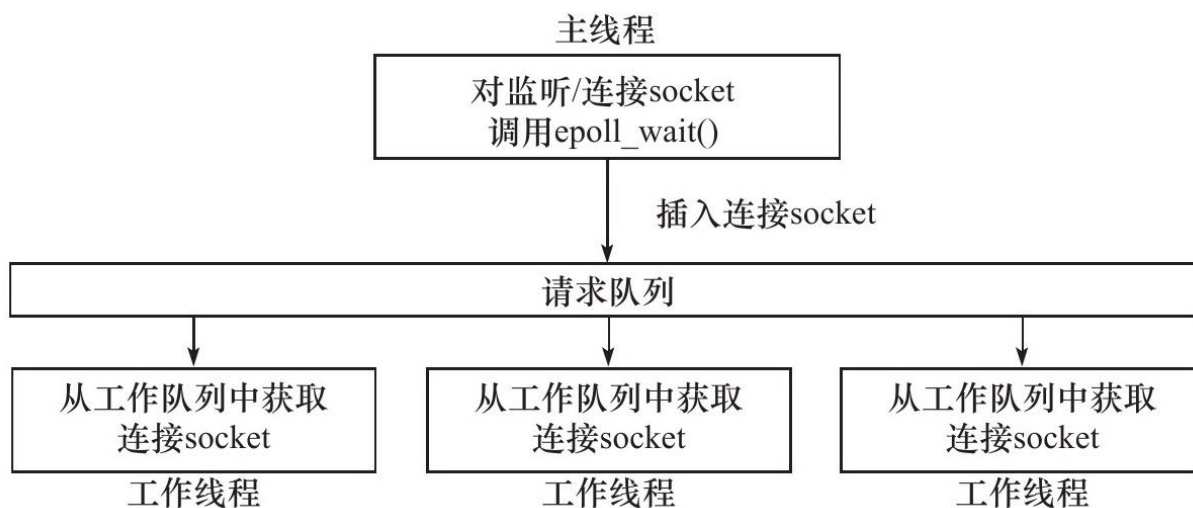 主线程
对监听/连接socket
调用epoll_wait()
插入连接socket
请求队列
从工作队列中获取
连接socket
工作线程
从工作队列中获取
连接socket
工作线程
从工作队列中获取
连接socket
工作线程